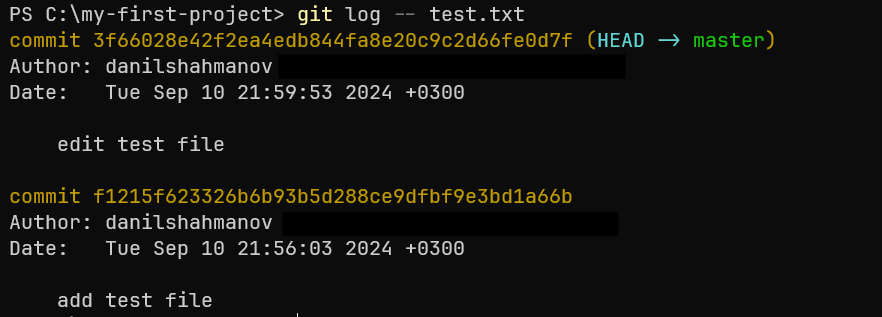 PS C:\my-first-project> git log -- test.txt
commit 3f66028e42f2ea4edb844fa8e20c9c2d66fe0d7f (HEAD -> master)
Author: danilshahmanov
Date:   Tue Sep 10 21:59:53 2024 +0300
edit test file
commit f1215f623326b6b93b5d288ce9dfbf9e3bd1a66b
Author: danilshahmanov
Date:   Tue Sep 10 21:56:03 2024 +0300
add test file